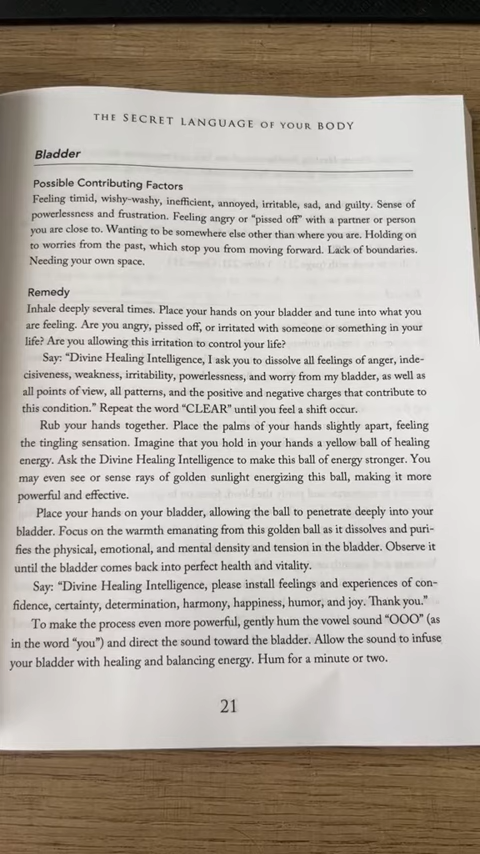 THE SECRET LANGUAGE OF YOUR BODY
Bladder
Possible Contributing Factors
Feeling timid, wishy-washy, inefficient, annoyed, irritable, sad, and guilty. Sense of
powerlessness and frustration. Feeling angry or “pissed off” with a partner or person
you are close to. Wanting to be somewhere else other than where you are. Holding on
to worries from the past, which stop you from moving forward. Lack of boundaries.
Needing your own space.
Remedy
Inhale deeply several times. Place your hands on your bladder and tune into what you
are feeling. Are you angry, pissed off, or irritated with someone or something in your
life? Are you allowing this irritation to control your life?
Say: “Divine Healing Intelligence, I ask you to dissolve all feelings of anger, inde-
cisiveness, weakness, irritability, powerlessness, and worry from my bladder, as well as
all points of view, all patterns, and the positive and negative charges that contribute to
this condition.” Repeat the word “CLEAR” until you feel a shift occur.
Rub your hands together. Place the palms of your hands slightly apart, feeling
the tingling sensation. Imagine that you hold in your hands a yellow ball of healing
energy. Ask the Divine Healing Intelligence to make this ball of energy stronger. You
may even see or sense rays of golden sunlight energizing this ball, making it more
powerful and effective.
Place your hands on your bladder, allowing the ball to penetrate deeply into your
bladder. Focus on the warmth emanating from this golden ball as it dissolves and puri-
fies the physical, emotional, and mental density and tension in the bladder. Observe it
until the bladder comes back into perfect health and vitality.
Say: “Divine Healing Intelligence, please install feelings and experiences of con-
fidence, certainty, determination, harmony, happiness, humor, and joy. Thank you.”
To make the process even more powerful, gently hum the vowel sound “OOO” (as
in the word “you”) and direct the sound toward the bladder. Allow the sound to infuse
your bladder with healing and balancing energy. Hum for a minute or two.
21